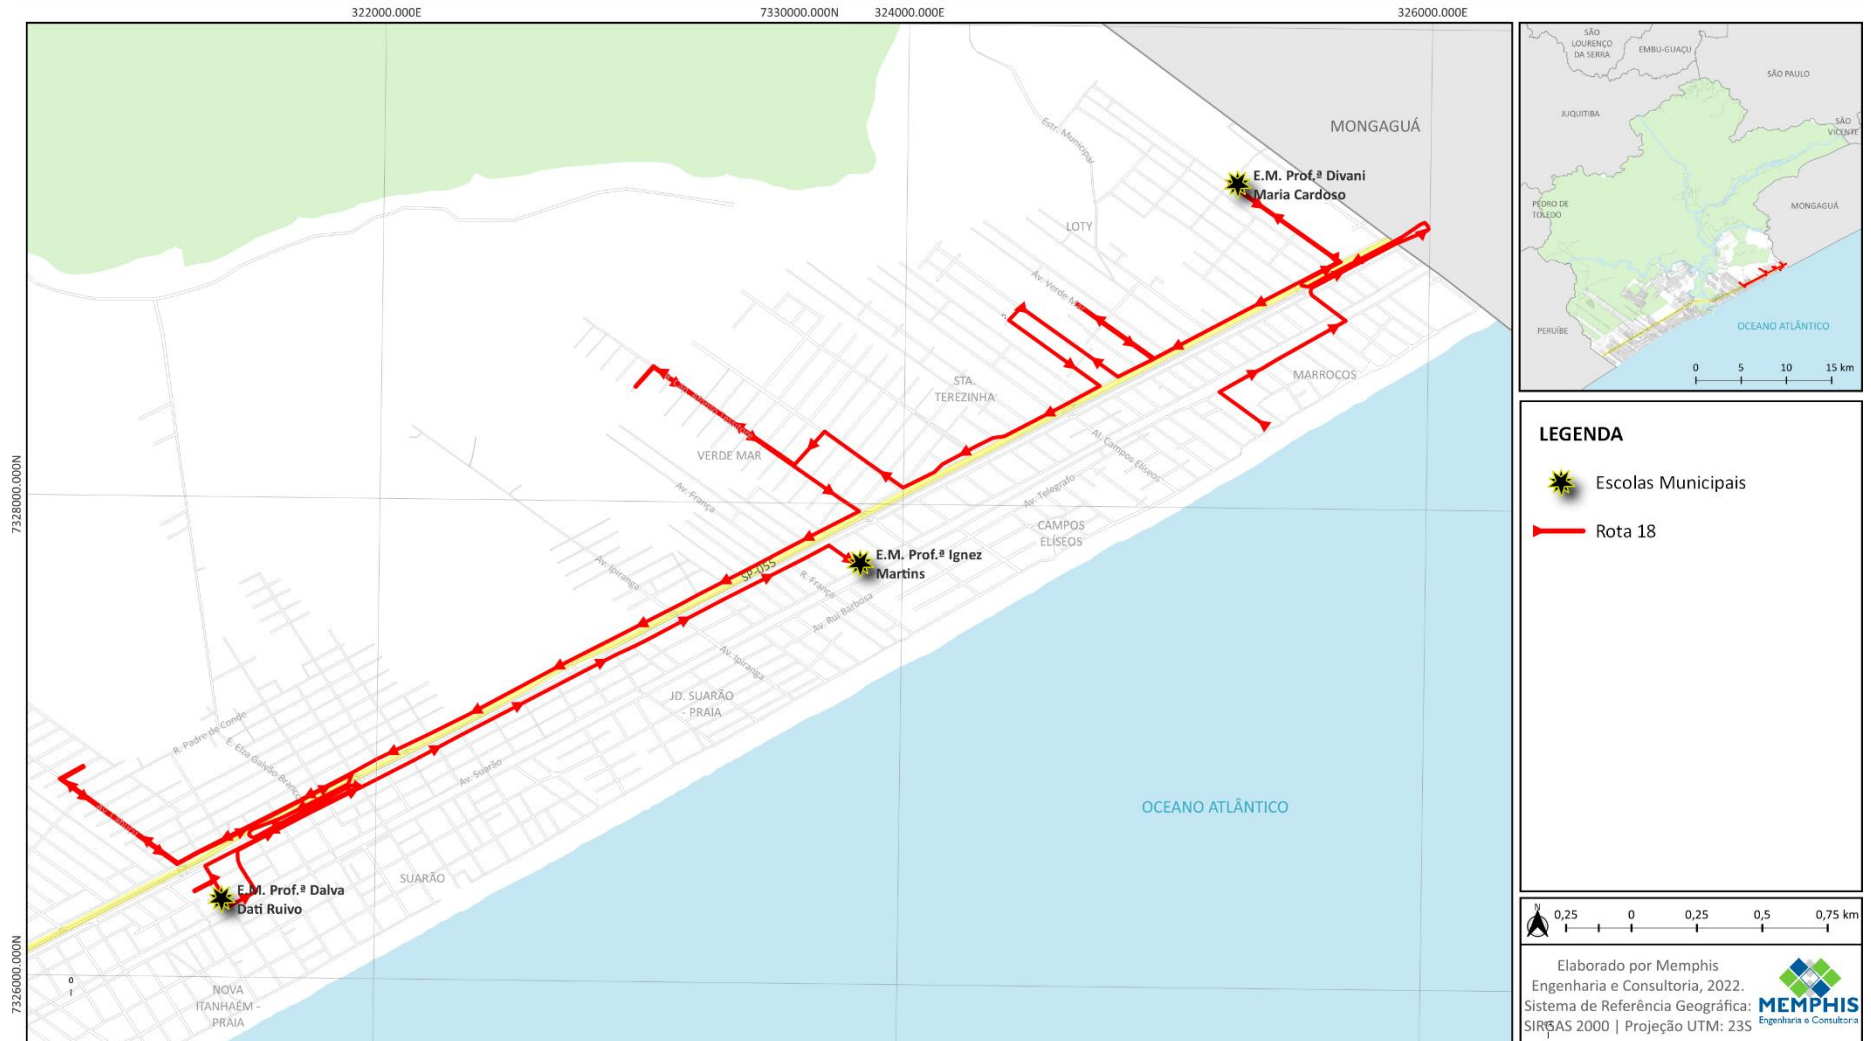 322000.000E
7330000.000N
324000.000E
326000.000E
7328000.000N
7326000.000N
MONGAGUÁ
Estr. Municipal
E.M. Prof.ª Divani
Maria Cardoso
LOTY
Av. Verde Mar
STA.
TEREZINHA
MARROCOS
VERDE MAR
Al. Campos Elíseos
Av. França
Av. Telegrafo
CAMPOS
ELÍSEOS
E.M. Prof.ª Ignez
Martins
SP-055
Av. Ipiranga
R. França
Av. Rui Barbosa
Av. Ipiranga
JD. SUARÃO
- PRAIA
R. Padre de Conde
E. Elza Galvão Branco
Av. Suarão
OCEANO ATLÂNTICO
SUARÃO
E.M. Prof.ª Dalva
Dati Ruivo
NOVA
ITANHAÉM -
PRAIA
0
SÃO
LOURENÇO
DA SERRA
EMBU-GUAÇU
SÃO PAULO
JUQUITIBA
SÃO
VICENTE
PEDRO DE
TOLEDO
MONGAGUÁ
PERUÍBE
OCEANO ATLÂNTICO
0 5 10 15 km
LEGENDA
Escolas Municipais
Rota 18
N
0,25 0 0,25 0,5 0,75 km
Elaborado por Memphis
Engenharia e Consultoria, 2022.
Sistema de Referência Geográfica:
SIRGAS 2000 | Projeção UTM: 23S
MEMPHIS
Engenharia e Consultoria